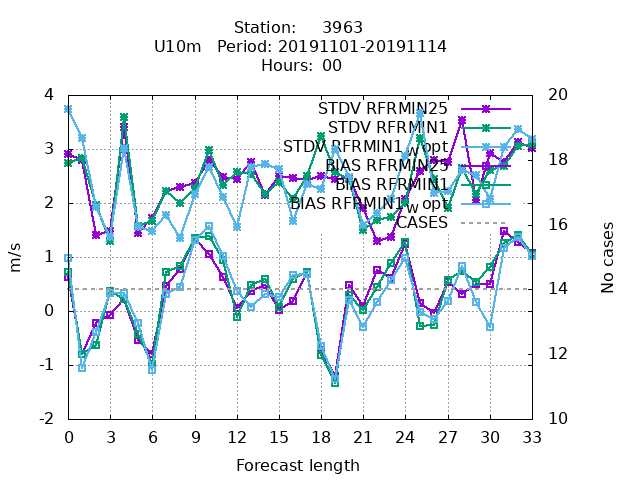 Station: 3963
U10m Period: 20191101-20191114
Hours: 00
4
3
2
1
0
-1
-2
m/s
20
18
16
14
12
10
No cases
STDV RFRMIN25
STDV RFRMIN1
STDV RFRMIN1w opt
BIAS RFRMIN25
BIAS RFRMIN1
BIAS RFRMIN1w opt
CASES
0 3 6 9 12 15 18 21 24 27 30 33
Forecast length